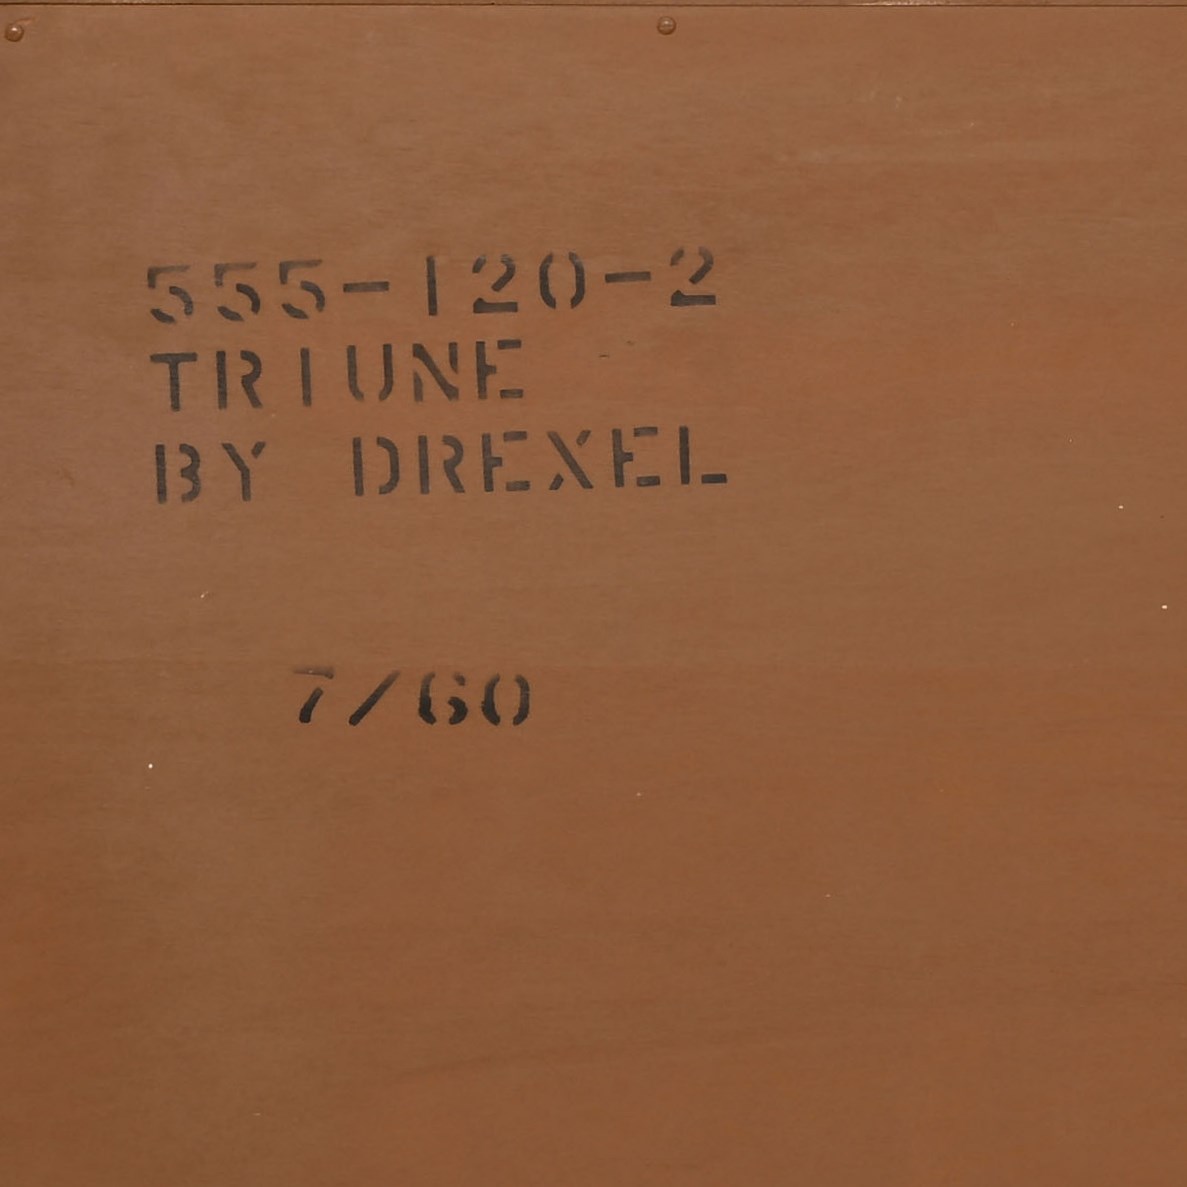 555-120-2
TRIUNE
BY DREXEL
7/60